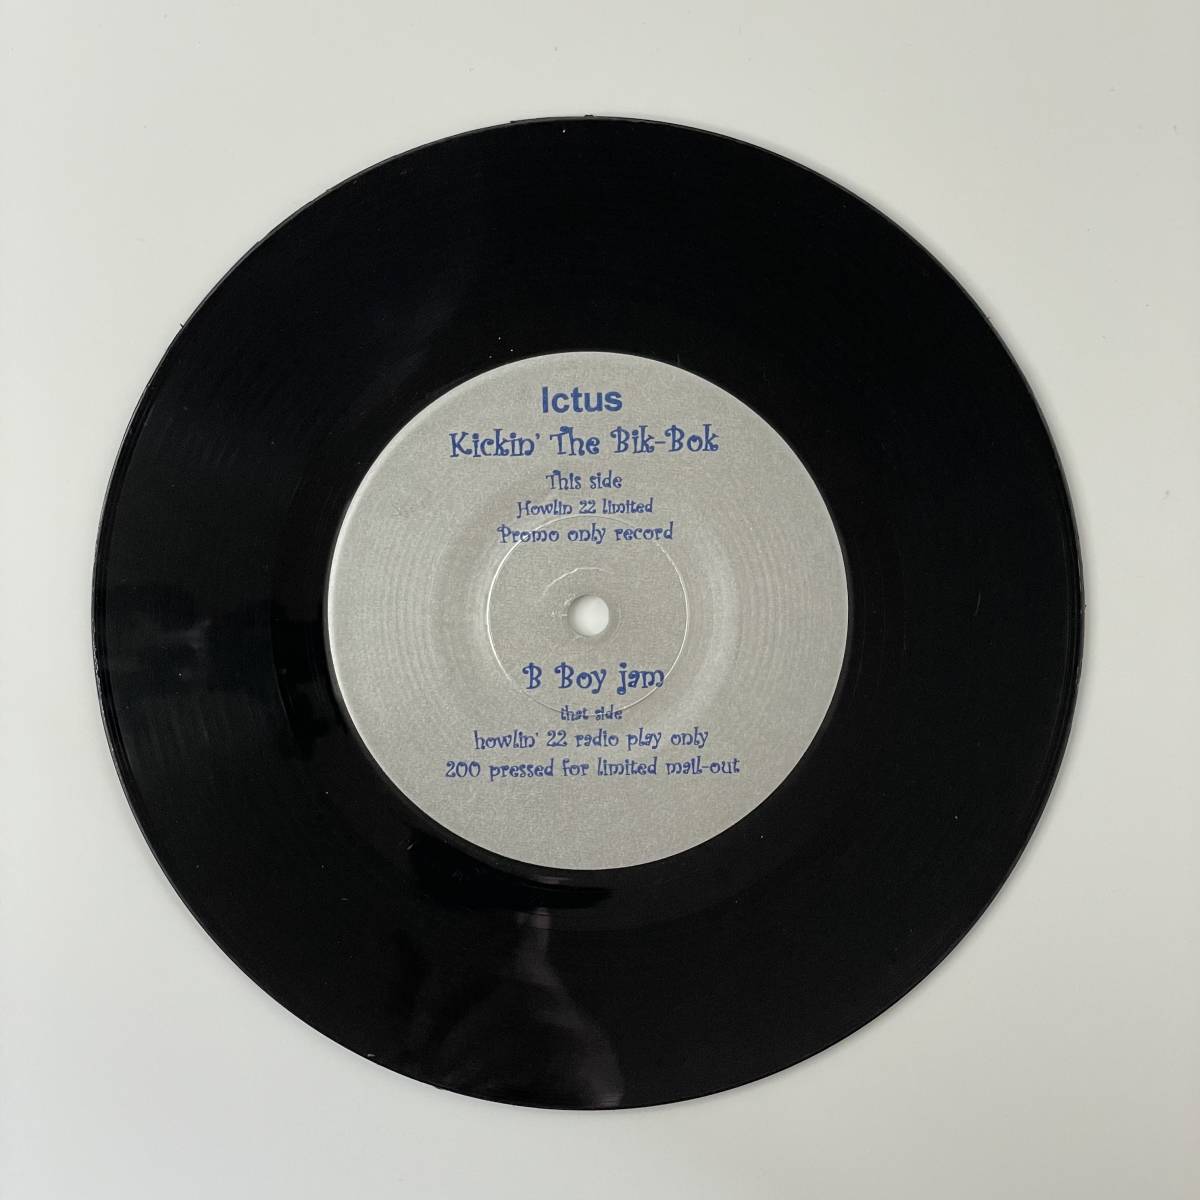 Ictus
Kickin' The Bik-Bok
This side
Howlin 22 limited
Promo only record
B Boy jam
that side
howlin' 22 radio play only
200 pressed for limited mail-out